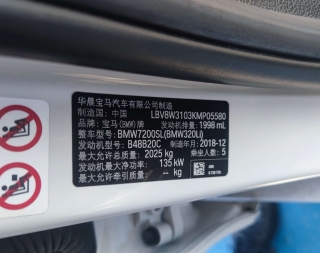 华晨宝马汽车有限公司制造
制造国：中国 LBV8W3103KMP05580
品牌：宝马(BMW)牌 发动机排量：1998 mL
整车型号：BMW7200SL(BMW320Li)
发动机型号：B48B20C 制造年月：2018-12
最大允许总质量：2025 kg 乘坐人数：5
发动机最大净功率：135 kW
最大允许牵引质量：- kg